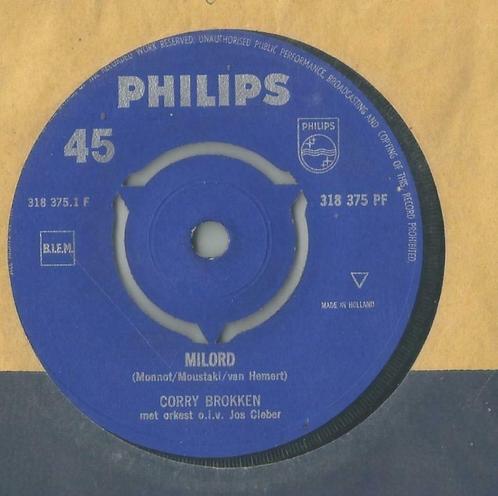 OF THE RECORDED WORK RESERVED. UNAUTHORISED PUBLIC PERFORMANCE, BROADCASTING AND COPYING OF THIS RECORD PROHIBITED
PHILIPS
45
PHILIPS
318 375.1 F
318 375 PF
B.I.E.M.
MADE IN HOLLAND
MILORD
(Monnot/Moustaki/van Hemert)
CORRY BROKKEN
met orkest o.l.v. Jos Cleber